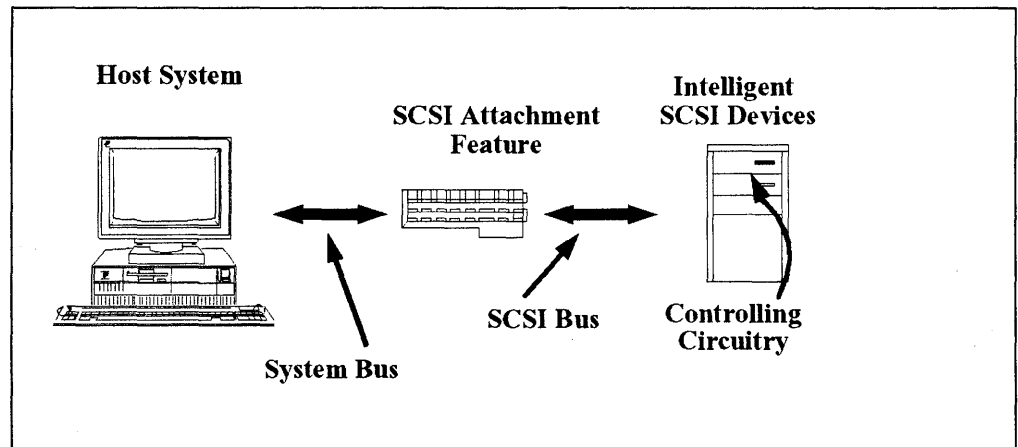 Host System
SCSI Attachment
Feature
Intelligent
SCSI Devices
System Bus
SCSI Bus
Controlling
Circuitry